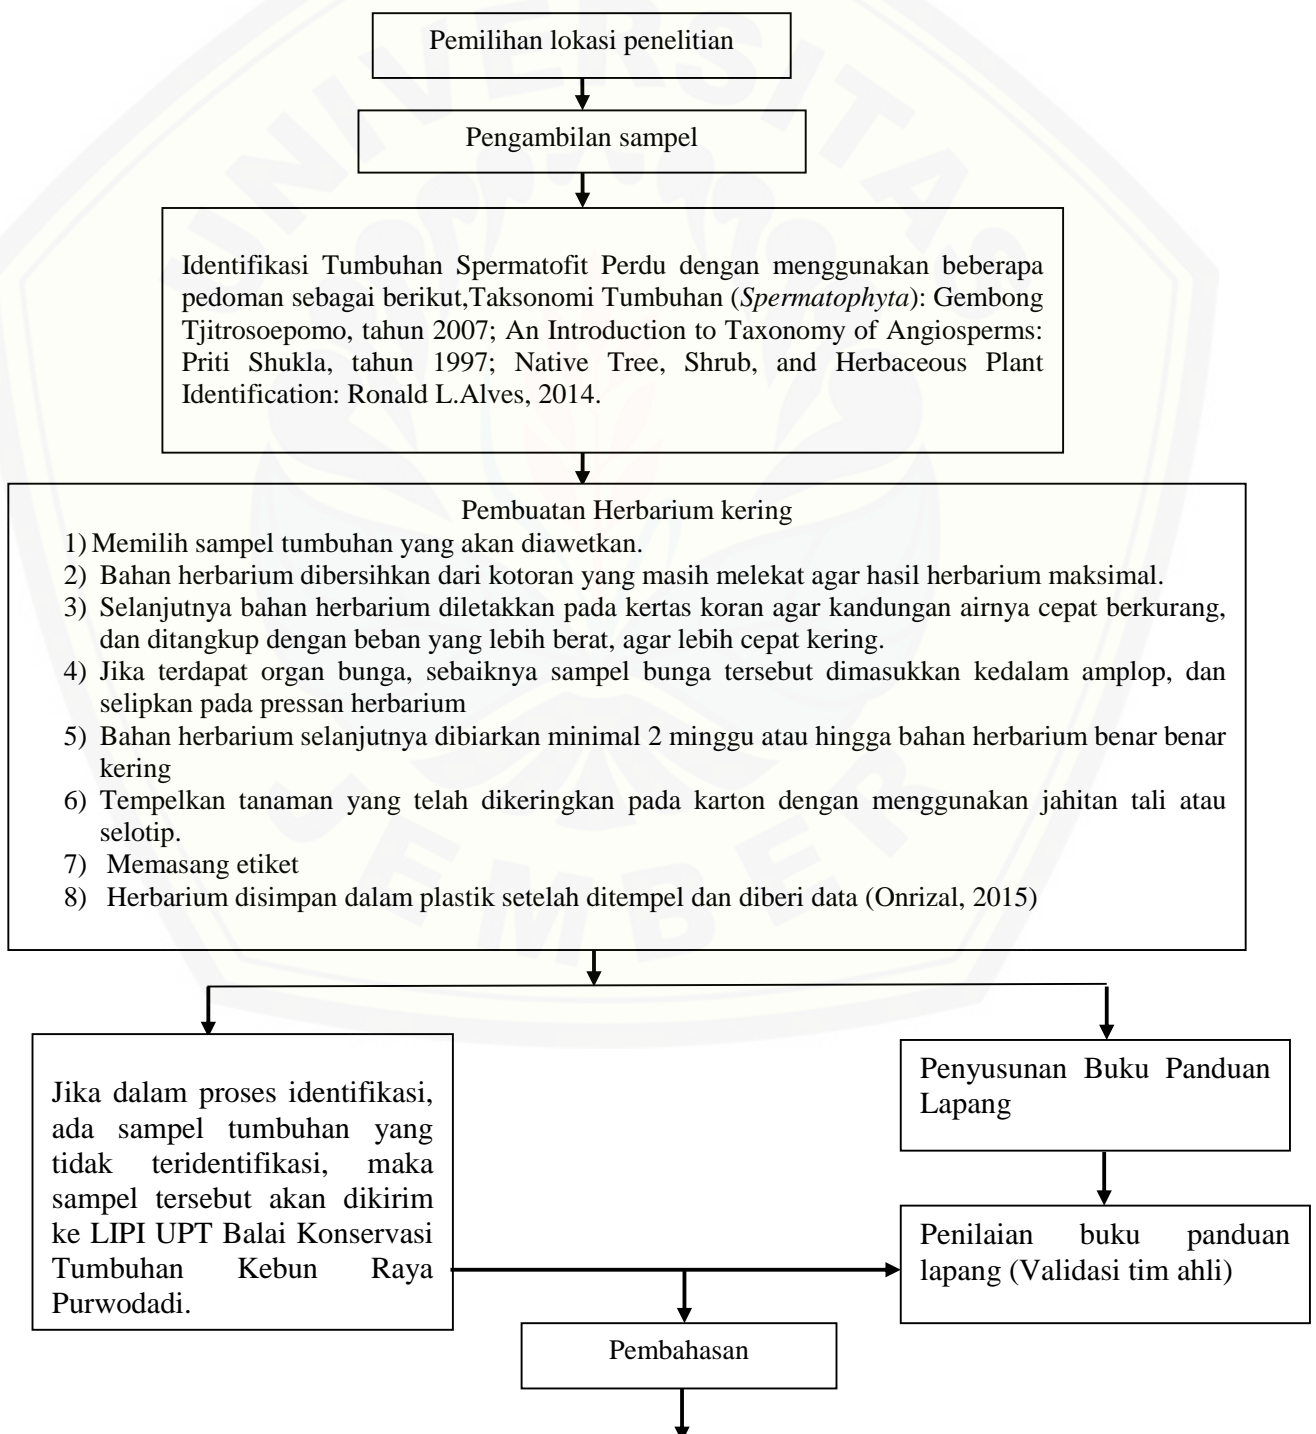 UNIVERSITAS
Pemilihan lokasi penelitian
Pengambilan sampel
Identifikasi Tumbuhan Spermatofit Perdu dengan menggunakan beberapa
pedoman sebagai berikut,Taksonomi Tumbuhan (Spermatophyta): Gembong
Tjitrosoepomo, tahun 2007; An Introduction to Taxonomy of Angiosperms:
Priti Shukla, tahun 1997; Native Tree, Shrub, and Herbaceous Plant
Identification: Ronald L.Alves, 2014.
Pembuatan Herbarium kering
1) Memilih sampel tumbuhan yang akan diawetkan.
2) Bahan herbarium dibersihkan dari kotoran yang masih melekat agar hasil herbarium maksimal.
3) Selanjutnya bahan herbarium diletakkan pada kertas koran agar kandungan airnya cepat berkurang,
dan ditangkup dengan beban yang lebih berat, agar lebih cepat kering.
4) Jika terdapat organ bunga, sebaiknya sampel bunga tersebut dimasukkan kedalam amplop, dan
selipkan pada pressan herbarium
5) Bahan herbarium selanjutnya dibiarkan minimal 2 minggu atau hingga bahan herbarium benar benar
kering
6) Tempelkan tanaman yang telah dikeringkan pada karton dengan menggunakan jahitan tali atau
selotip.
7) Memasang etiket
8) Herbarium disimpan dalam plastik setelah ditempel dan diberi data (Onrizal, 2015)
JEMBER
Jika dalam proses identifikasi,
ada sampel tumbuhan yang
tidak teridentifikasi, maka
sampel tersebut akan dikirim
ke LIPI UPT Balai Konservasi
Tumbuhan Kebun Raya
Purwodadi.
Penyusunan Buku Panduan
Lapang
Penilaian buku panduan
lapang (Validasi tim ahli)
Pembahasan